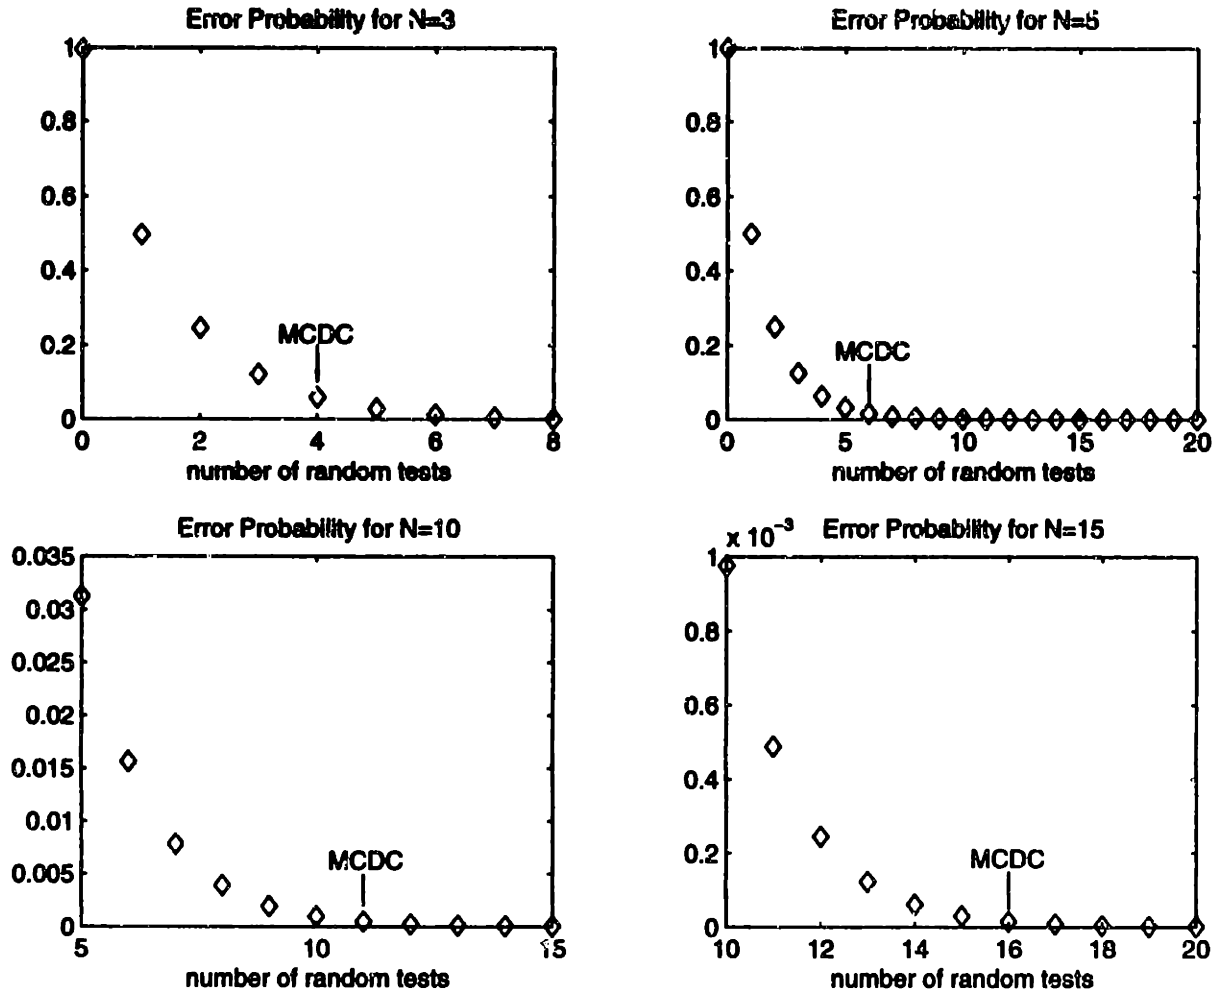 Error Probability for N=3
1
0.8
0.6
0.4
0.2
0
MCDC
0 2 4 6 8
number of random tests
Error Probability for N=5
1
0.8
0.6
0.4
0.2
0
MCDC
0 5 10 15 20
number of random tests
Error Probability for N=10
0.035
0.03
0.025
0.02
0.015
0.01
0.005
0
MCDC
5 10 15
number of random tests
x 10⁻³ Error Probability for N=15
1
0.8
0.6
0.4
0.2
0
MCDC
10 12 14 16 18 20
number of random tests